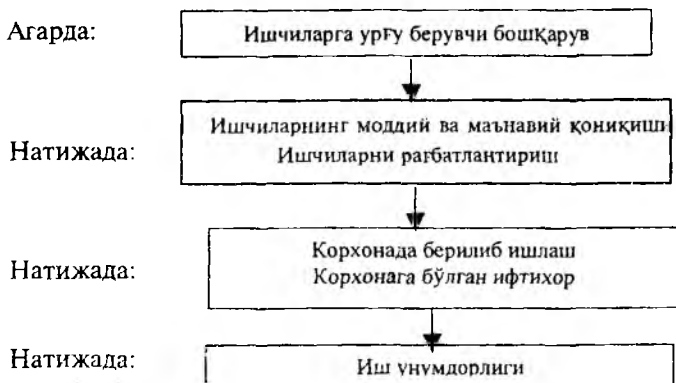 Агарда:
Ишчиларга урғу берувчи бошқарув
Натижада:
Ишчиларнинг моддий ва маънавий қониқиши
Ишчиларни рағбатлантириш
Натижада:
Корхонада берилиб ишлаш
Корхонага бўлган ифтихор
Натижада:
Иш унумдорлиги